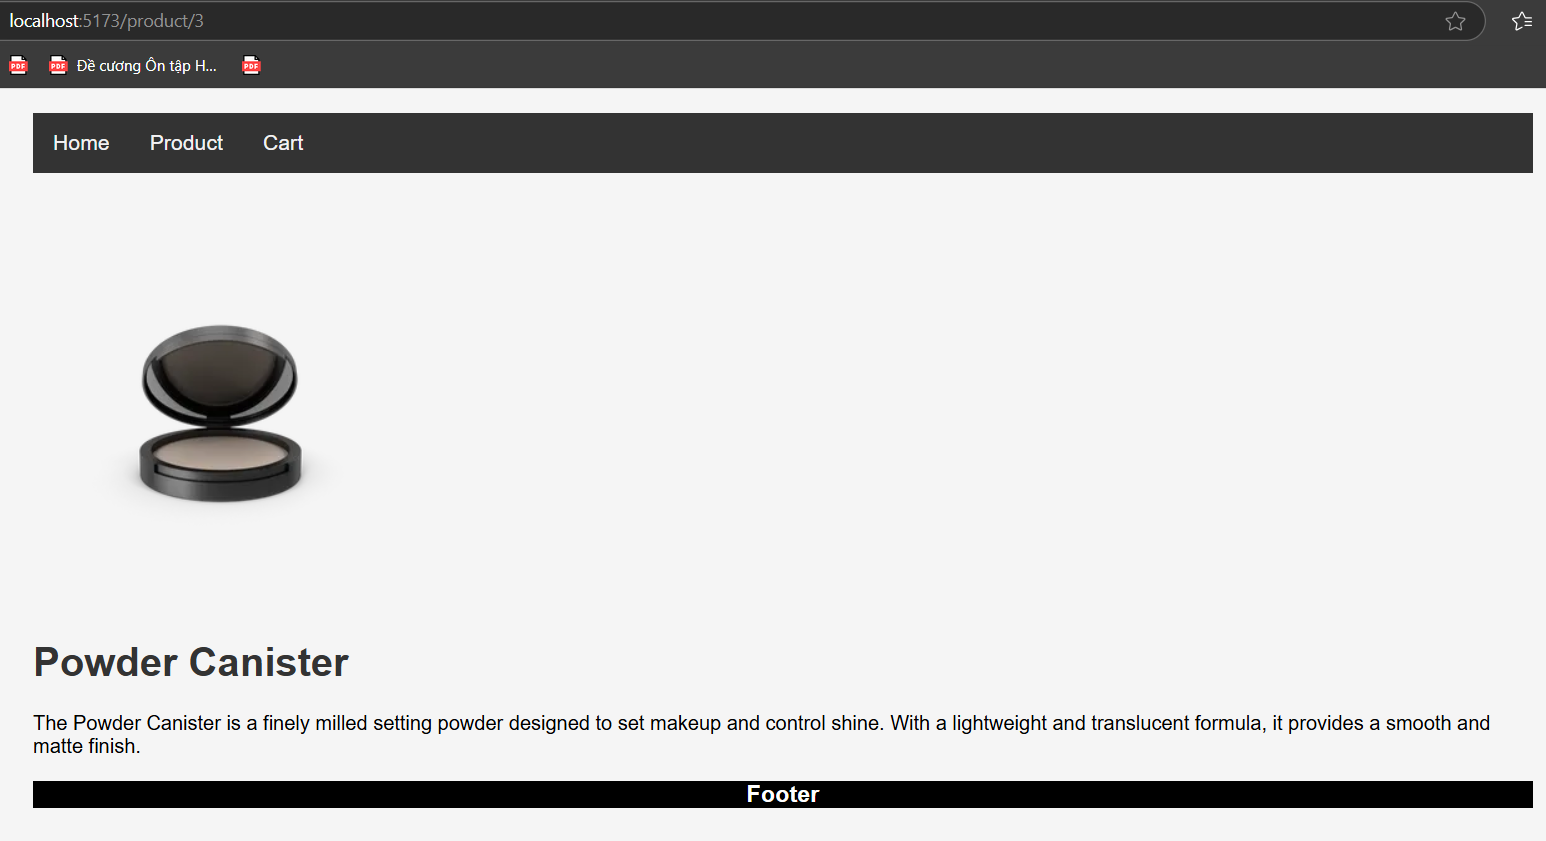 localhost:5173/product/3
PDF
PDF Đề cương Ôn tập H...
PDF
Home Product Cart
Powder Canister
The Powder Canister is a finely milled setting powder designed to set makeup and control shine. With a lightweight and translucent formula, it provides a smooth and
matte finish.
Footer